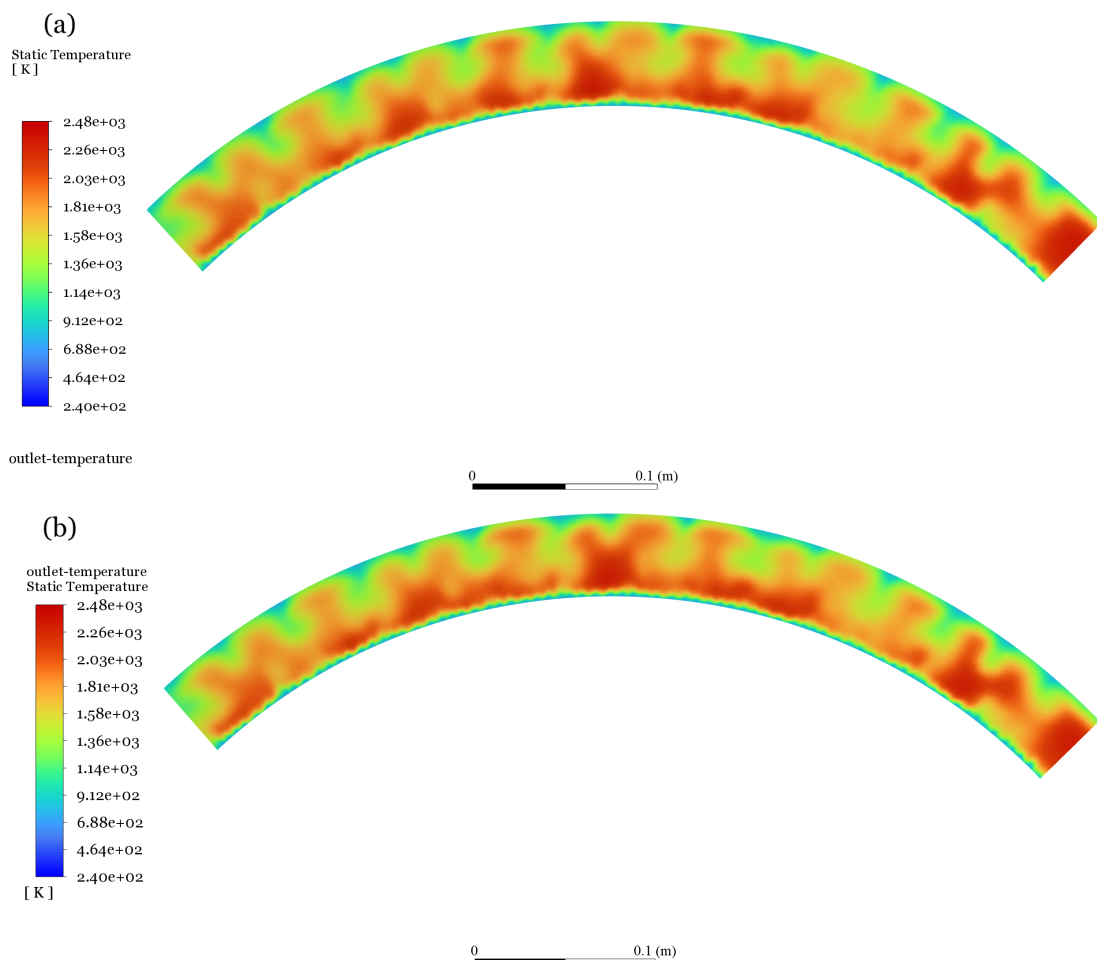 (a)
Static Temperature
[ K ]
2.48e+03
2.26e+03
2.03e+03
1.81e+03
1.58e+03
1.36e+03
1.14e+03
9.12e+02
6.88e+02
4.64e+02
2.40e+02
outlet-temperature
0 0.1 (m)
(b)
outlet-temperature
Static Temperature
2.48e+03
2.26e+03
2.03e+03
1.81e+03
1.58e+03
1.36e+03
1.14e+03
9.12e+02
6.88e+02
4.64e+02
2.40e+02
[ K ]
0 0.1 (m)